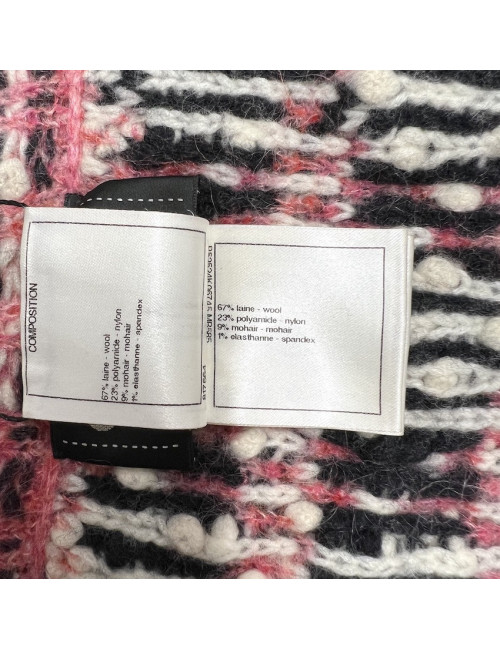 COMPOSITION
67% laine - wool
23% polyamide - nylon
9% mohair - mohair
1% elasthanne - spandex
67% laine - wool
23% polyamide - nylon
9% mohair - mohair
1% elasthanne - spandex